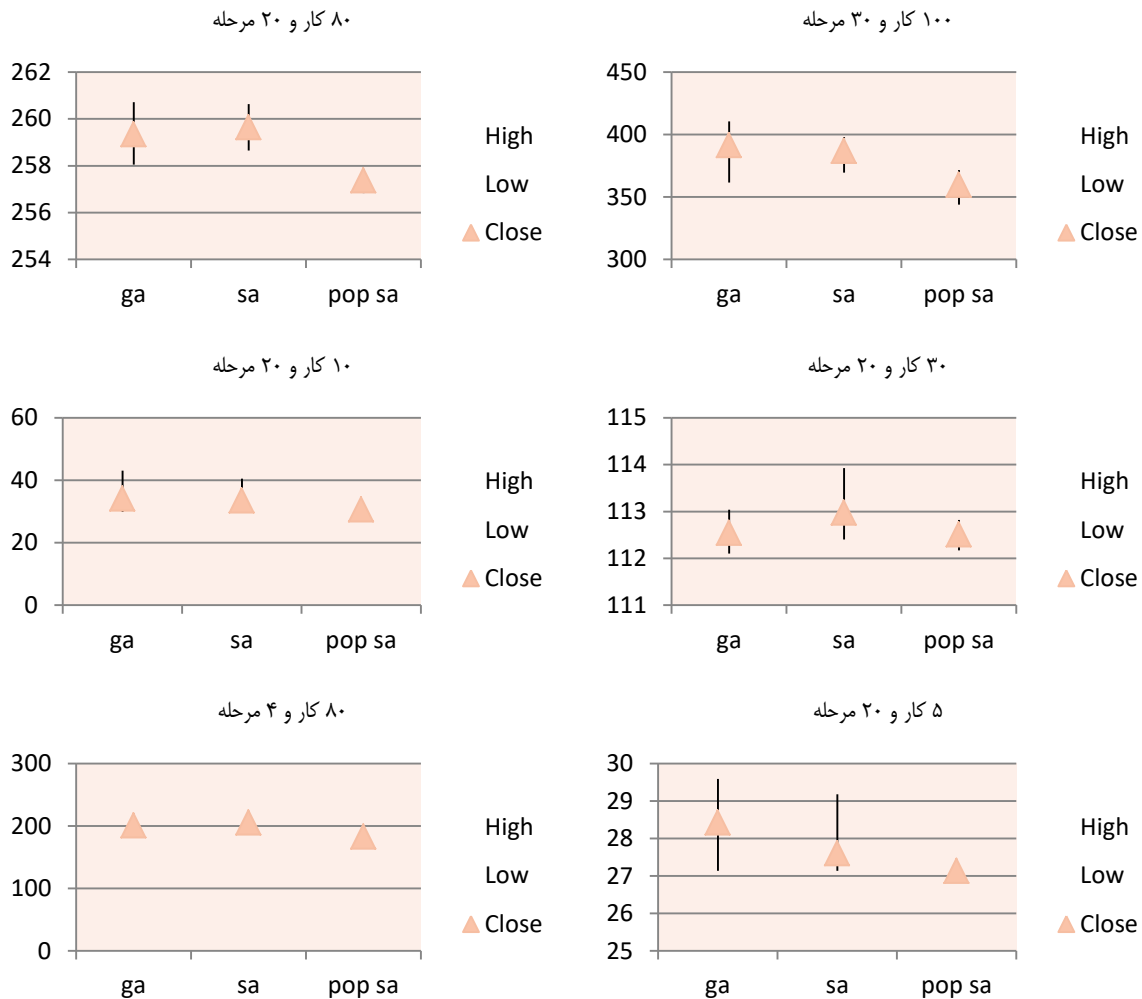 ۸۰ کار و ۲۰ مرحله
262
260
258
256
254
ga sa pop sa
High
Low
Close
۱۰۰ کار و ۳۰ مرحله
450
400
350
300
ga sa pop sa
High
Low
Close
۱۰ کار و ۲۰ مرحله
60
40
20
0
ga sa pop sa
High
Low
Close
۳۰ کار و ۲۰ مرحله
115
114
113
112
111
ga sa pop sa
High
Low
Close
۸۰ کار و ۴ مرحله
300
200
100
0
ga sa pop sa
High
Low
Close
۵ کار و ۲۰ مرحله
30
29
28
27
26
25
ga sa pop sa
High
Low
Close